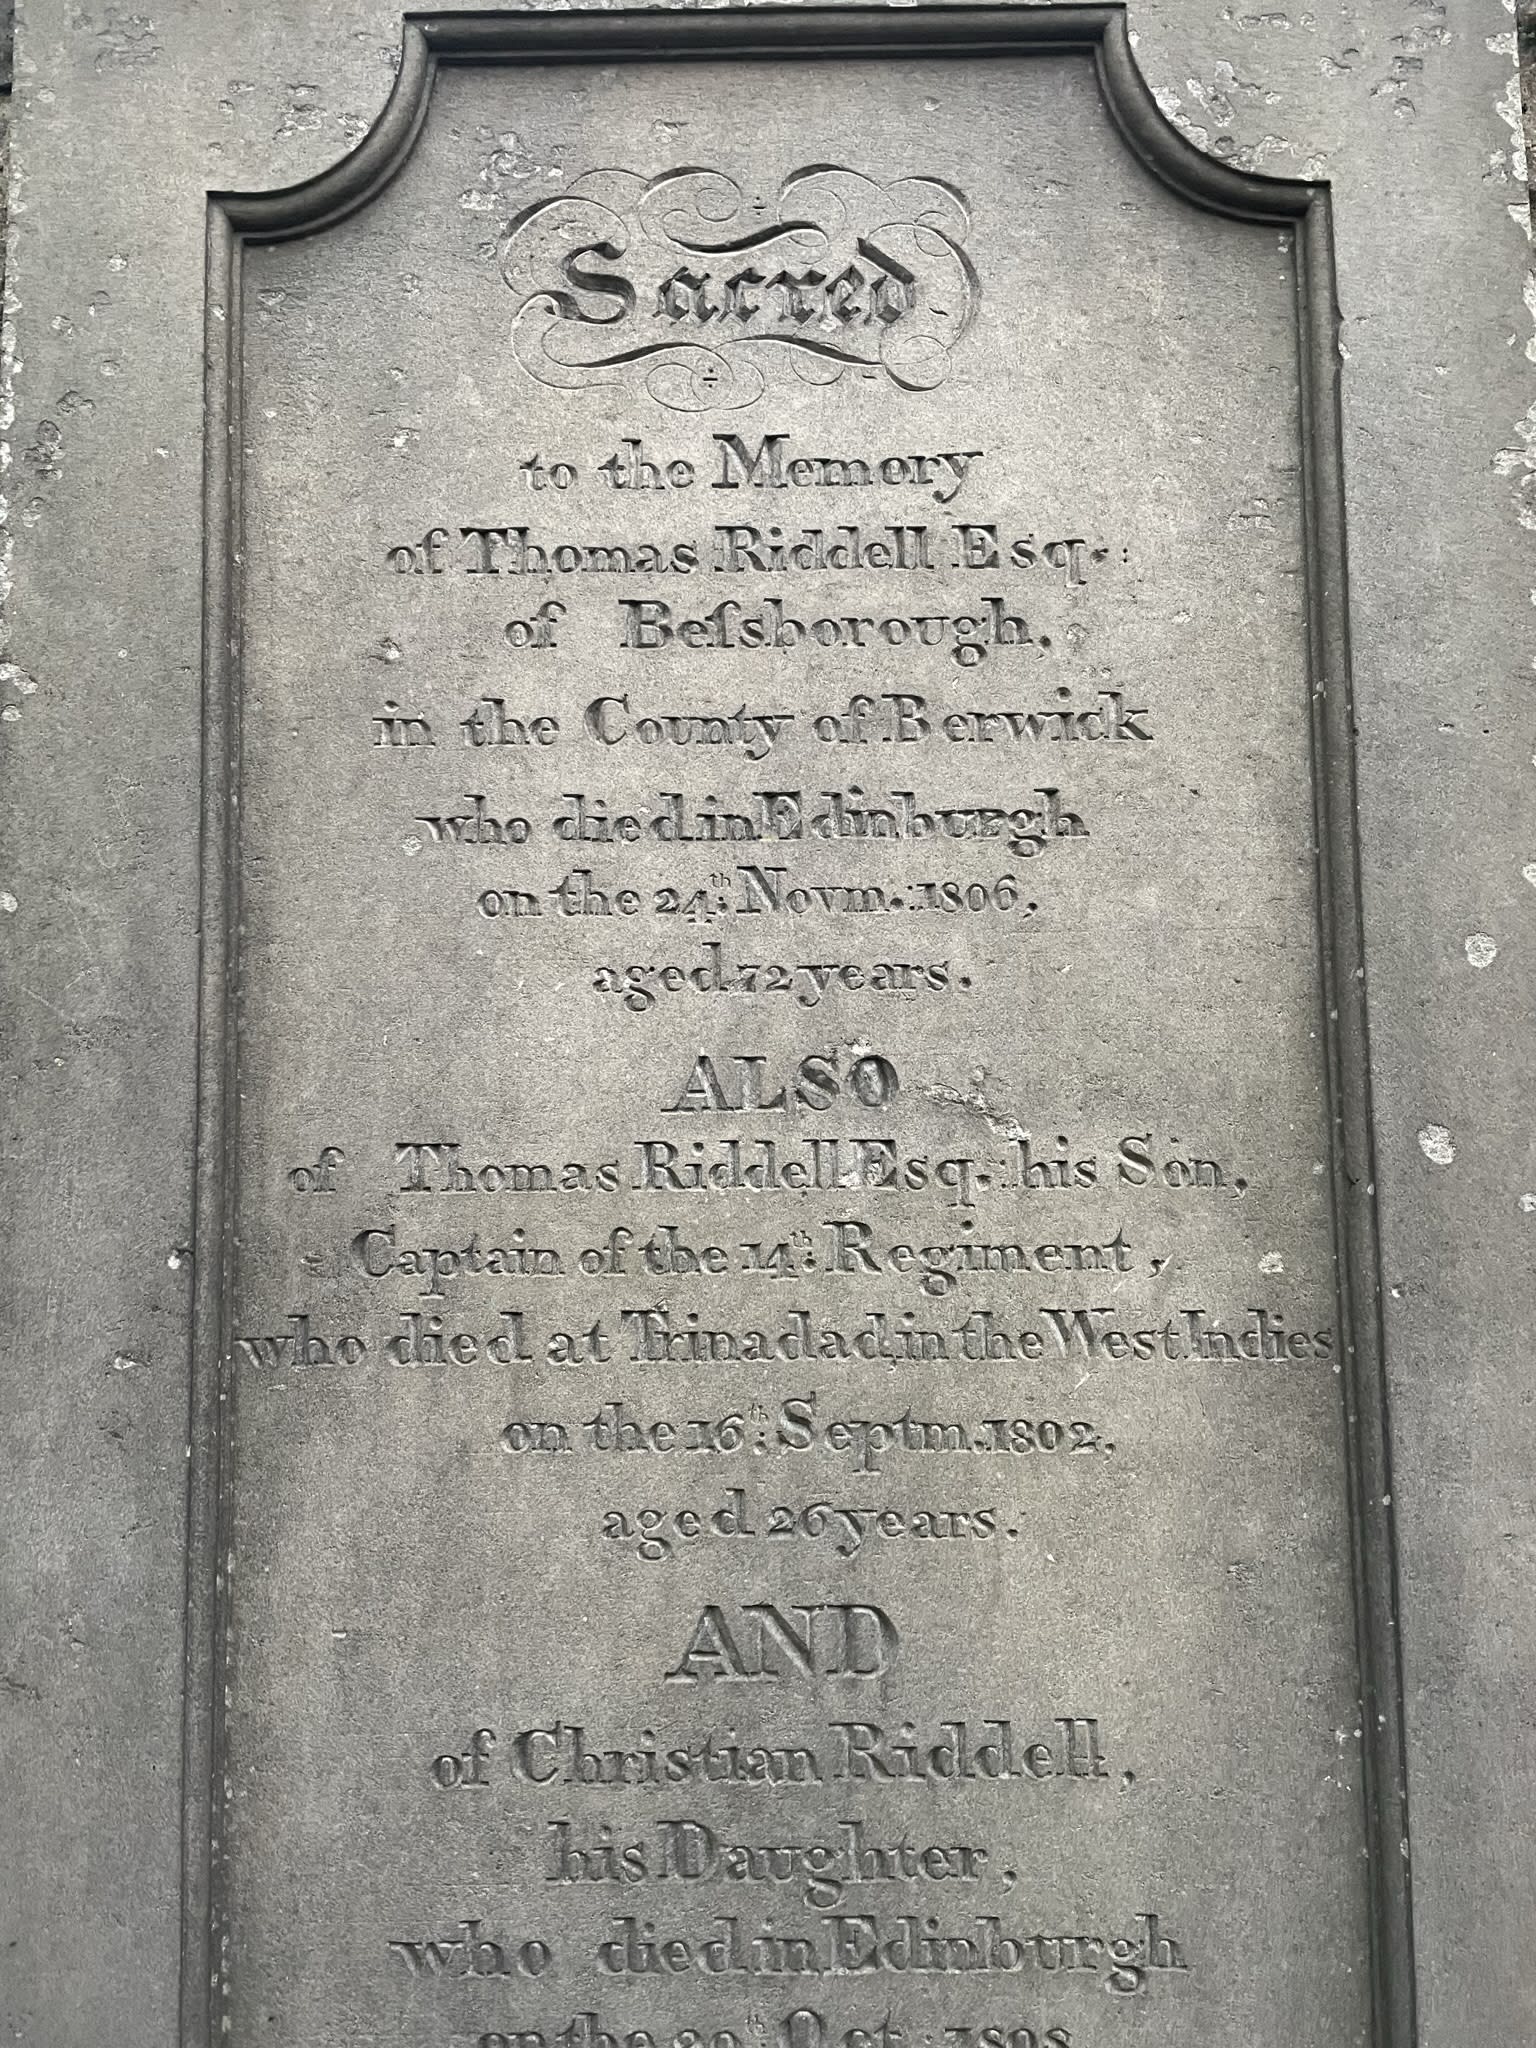 Sacred
to the Memory
of Thomas Riddell Esq.:
of Beſsborough,
in the County of Berwick
who died in Edinburgh
on the 24th. Novm.: 1806,
aged 72 years.
ALSO
of Thomas Riddell Esq.: his Son,
Captain of the 14th: Regiment,
who died at Trinadad, in the West Indies
on the 16th: Septm. 1802,
aged 26 years.
AND
of Christian Riddell,
his Daughter,
who died in Edinburgh
on the Oct.